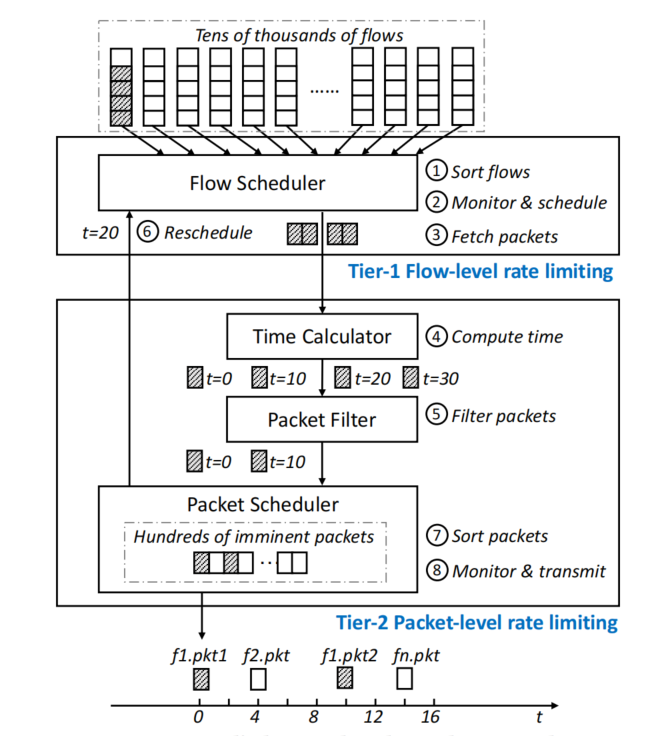 Tens of thousands of flows
......
Flow Scheduler
① Sort flows
② Monitor & schedule
③ Fetch packets
t=20
⑥ Reschedule
Tier-1 Flow-level rate limiting
Time Calculator
④ Compute time
t=0 t=10 t=20 t=30
Packet Filter
⑤ Filter packets
t=0 t=10
Packet Scheduler
Hundreds of imminent packets
...
⑦ Sort packets
⑧ Monitor & transmit
Tier-2 Packet-level rate limiting
f1.pkt1 f2.pkt f1.pkt2 fn.pkt
0 4 8 12 16 t